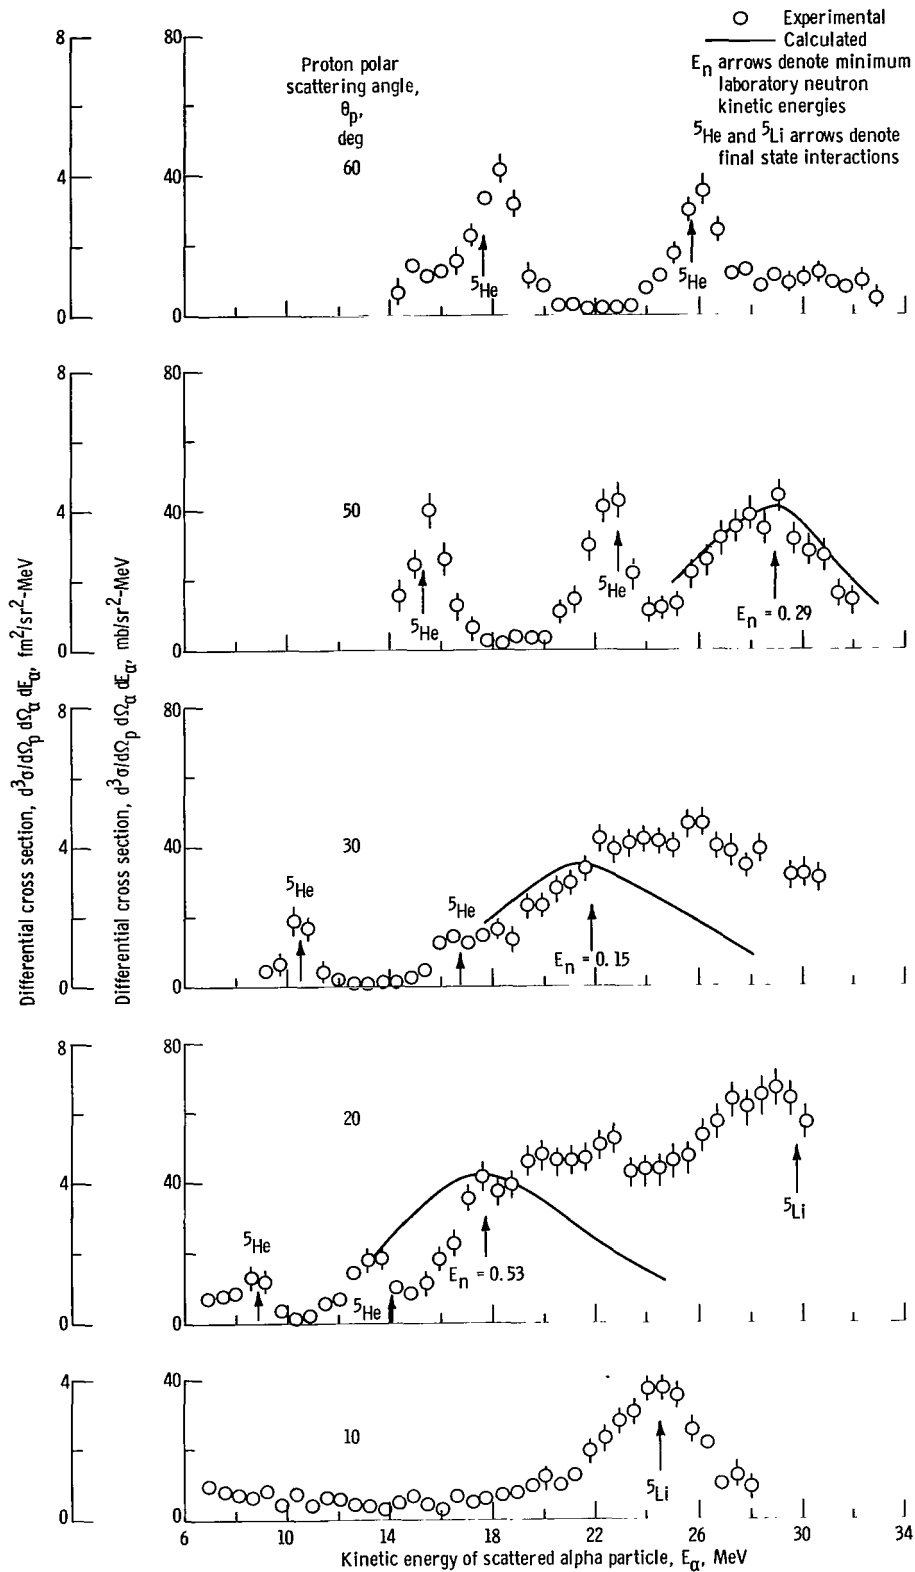 Experimental
Calculated
Eₙ arrows denote minimum
laboratory neutron
kinetic energies
⁵He and ⁵Li arrows denote
final state interactions
Proton polar
scattering angle,
θₚ,
deg
60
8
4
0
80
40
0
⁵He
⁵He
8
4
0
80
40
0
50
⁵He
⁵He
Eₙ = 0.29
Differential cross section, d³σ/dΩₚ dΩα dEα, fm²/sr²-MeV
Differential cross section, d³σ/dΩₚ dΩα dEα, mb/sr²-MeV
8
4
0
80
40
0
30
⁵He
⁵He
Eₙ = 0.15
8
4
0
80
40
0
20
⁵He
⁵He
Eₙ = 0.53
⁵Li
4
0
40
0
10
⁵Li
6 10 14 18 22 26 30 34
Kinetic energy of scattered alpha particle, Eα, MeV